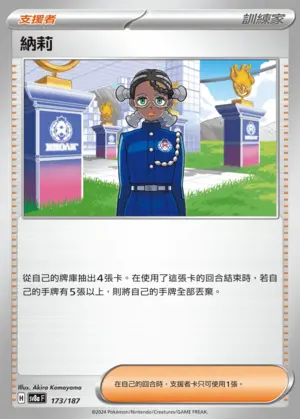 支援者
訓練家
納莉
從自己的牌庫抽出4張卡。在使用了這張卡的回合結束時，若
自己的手牌有5張以上，則將自己的手牌全部丟棄。
Illus. Akira Komayama
H sv8a F 173/187
在自己的回合時，支援者卡只可使用1張。
©2024 Pokémon/Nintendo/Creatures/GAME FREAK.